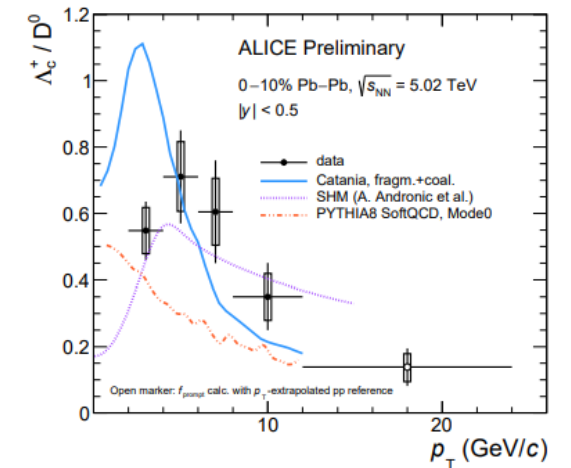 Λc+ / D0
1.2
1
0.8
0.6
0.4
0.2
0
ALICE Preliminary
0−10% Pb−Pb, √sNN = 5.02 TeV
|y| < 0.5
data
Catania, fragm.+coal.
SHM (A. Andronic et al.)
PYTHIA8 SoftQCD, Mode0
Open marker: fprompt calc. with pT-extrapolated pp reference
10
20
pT (GeV/c)